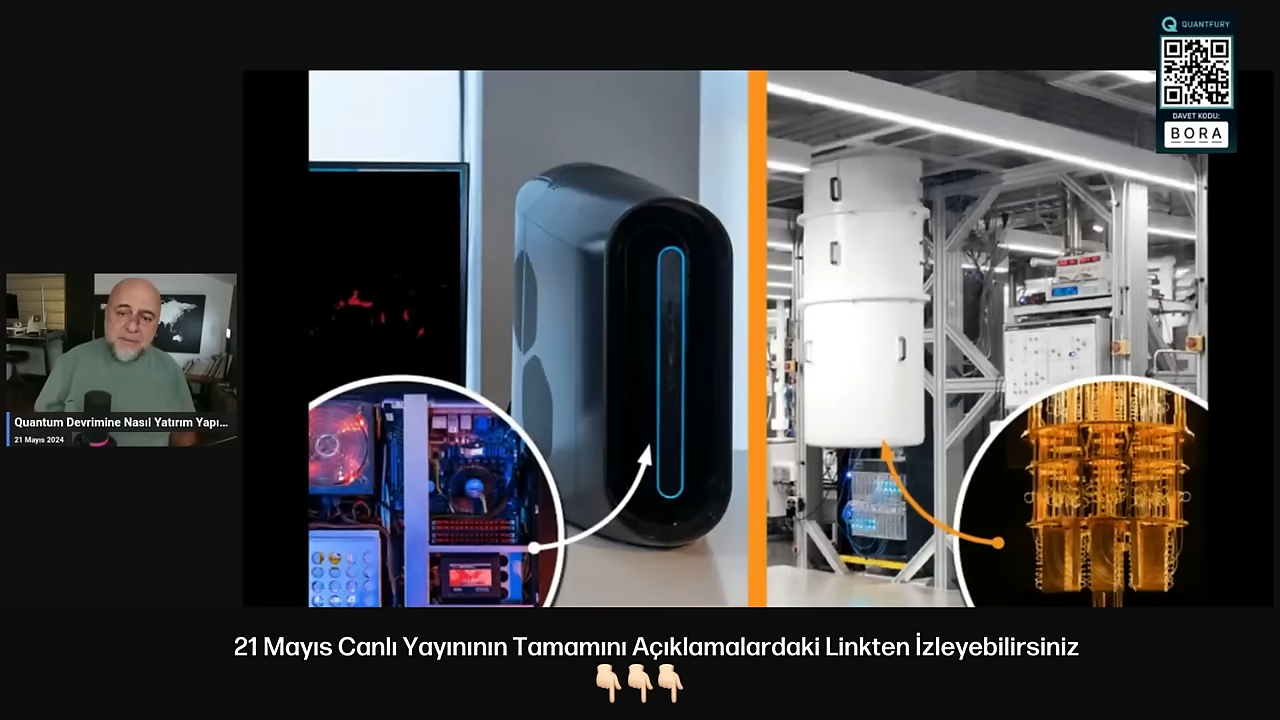 QUANTFURY
DAVET KODU:
BORA
Quantum Devrimine Nasıl Yatırım Yapı...
21 Mayıs 2024
21 Mayıs Canlı Yayınının Tamamını Açıklamalardaki Linkten İzleyebilirsiniz